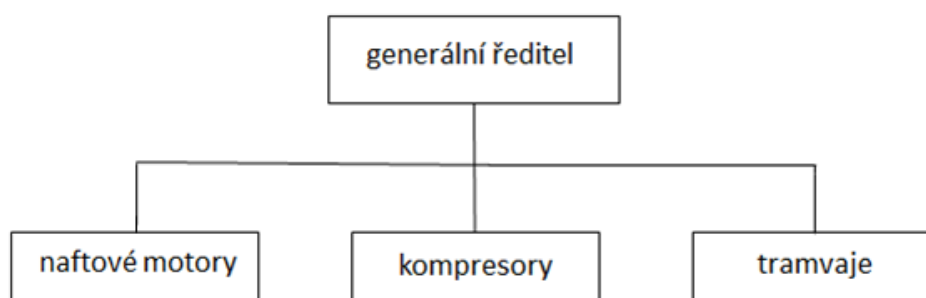 generální ředitel
naftové motory
kompresory
tramvaje